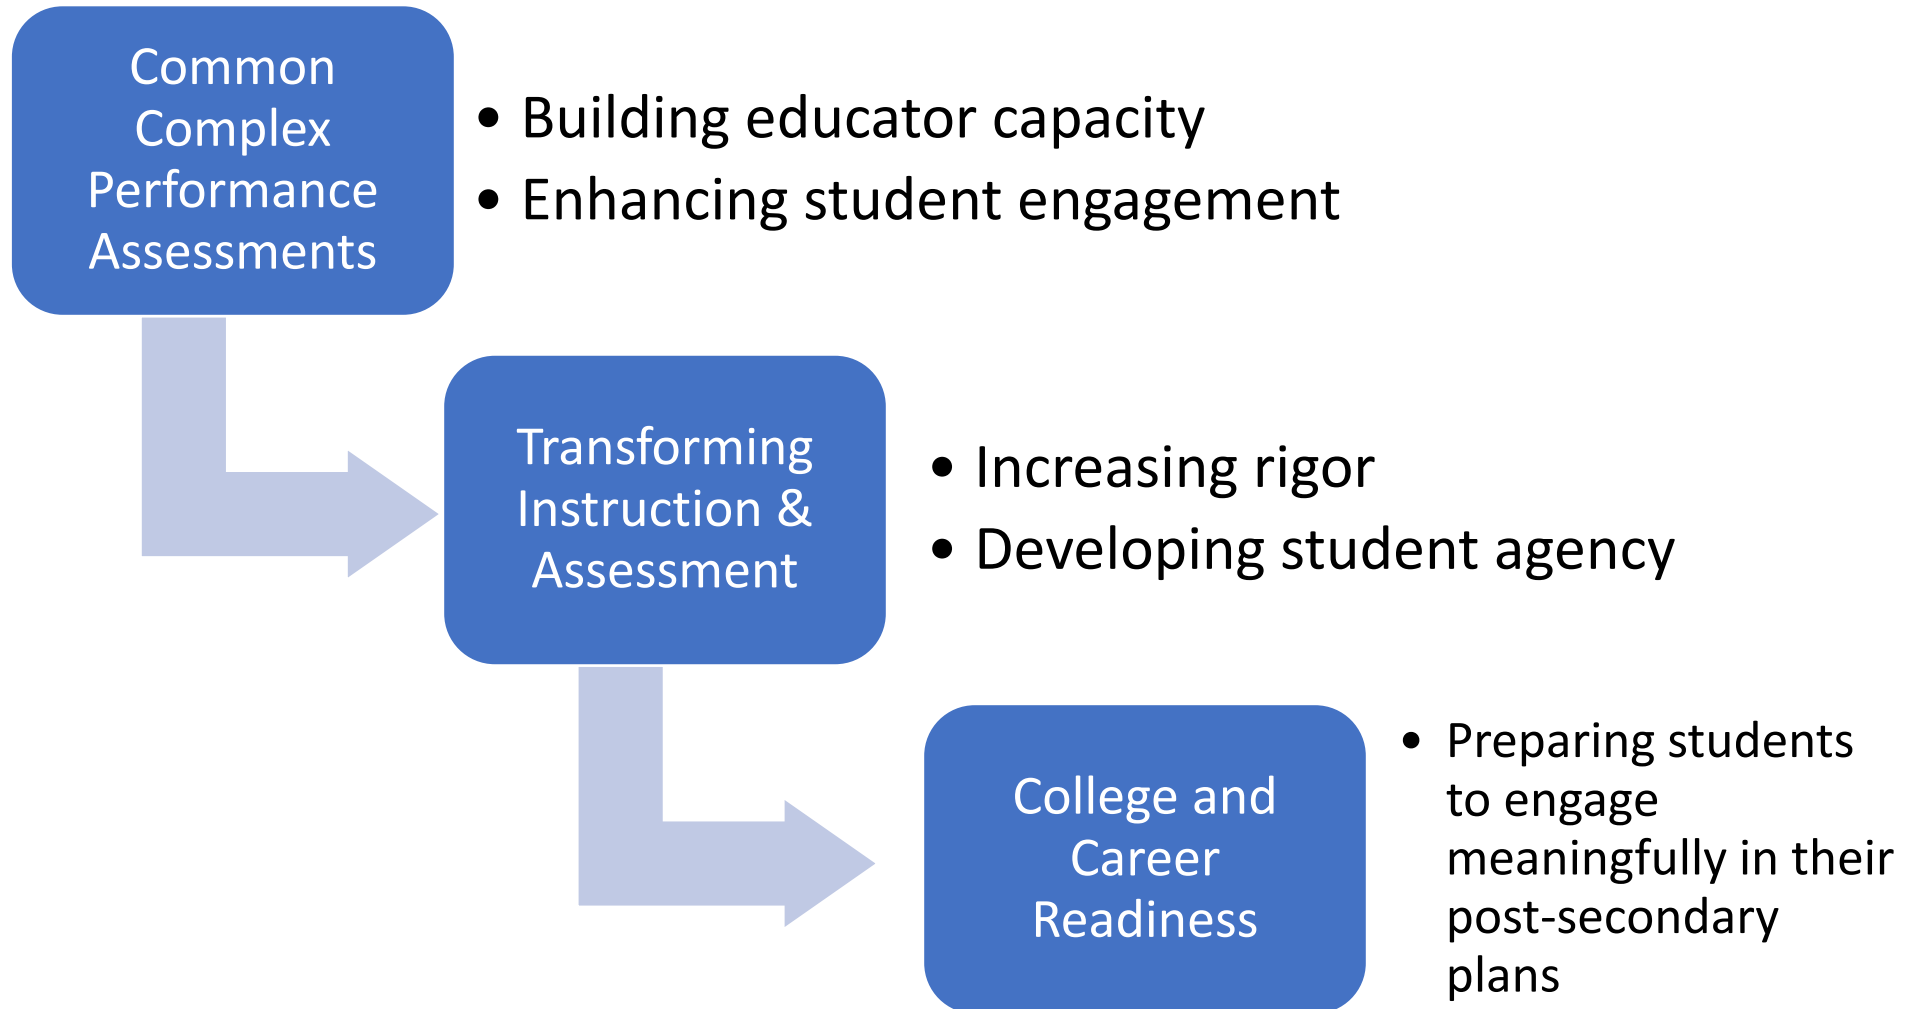 Common
Complex
Performance
Assessments
• Building educator capacity
• Enhancing student engagement
Transforming
Instruction &
Assessment
• Increasing rigor
• Developing student agency
College and
Career
Readiness
• Preparing students
to engage
meaningfully in their
post-secondary
plans